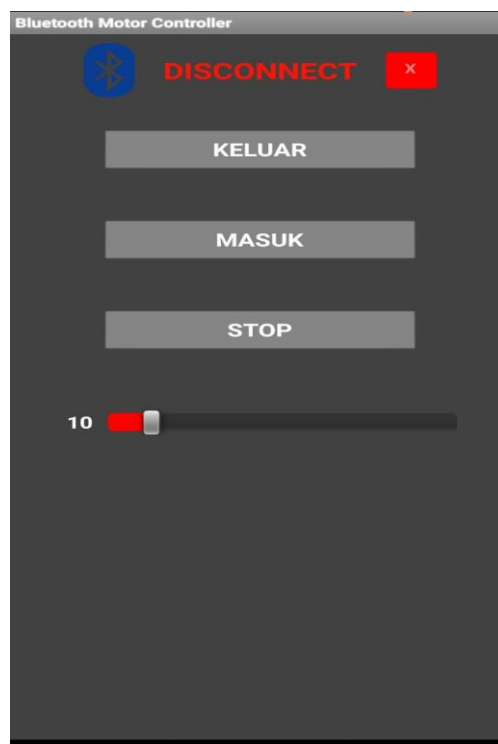 Bluetooth Motor Controller
DISCONNECT x
KELUAR
MASUK
STOP
10